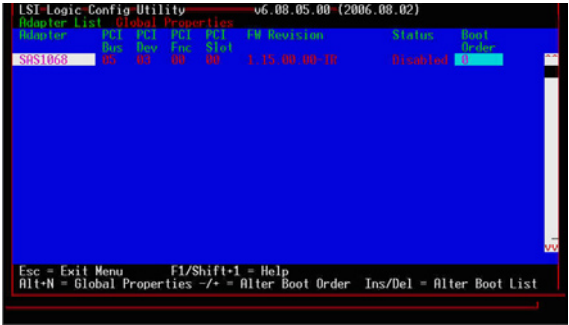 LSI Logic Config Utility v6.08.05.00 (2006.08.02)
Adapter List Global Properties
Adapter PCI PCI PCI PCI FW Revision Status Boot
Bus Dev Fnc Slot Order
SAS1068 05 03 00 00 1.15.00.00-IR Disabled 0
Esc = Exit Menu F1/Shift+1 = Help
Alt+N = Global Properties -/+ = Alter Boot Order Ins/Del = Alter Boot List